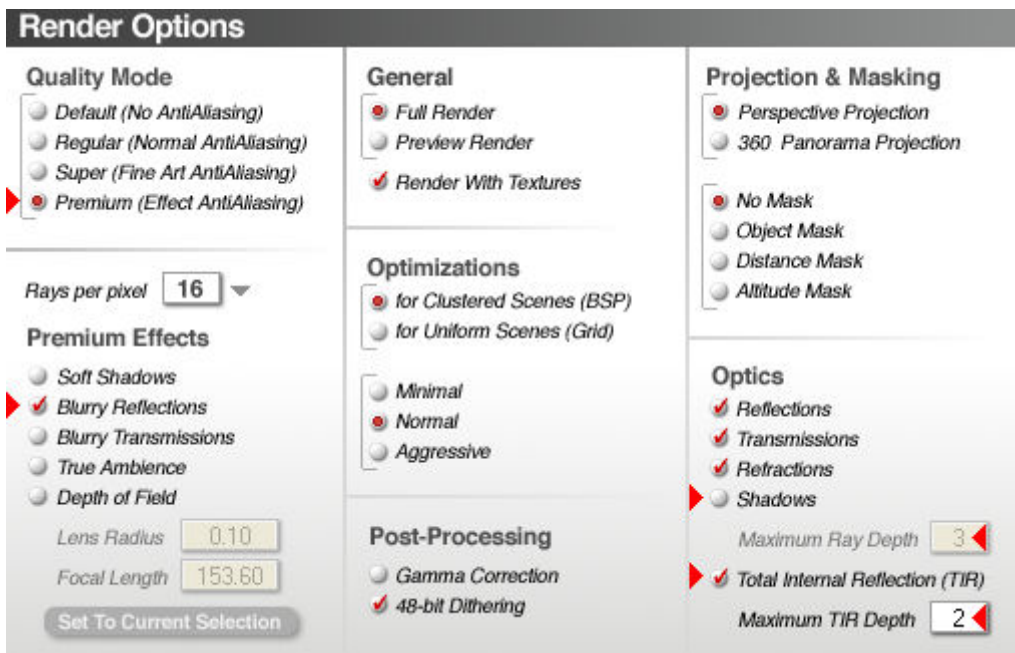 Render Options
Quality Mode
Default (No AntiAliasing)
Regular (Normal AntiAliasing)
Super (Fine Art AntiAliasing)
Premium (Effect AntiAliasing)
Rays per pixel 16
Premium Effects
Soft Shadows
Blurry Reflections
Blurry Transmissions
True Ambience
Depth of Field
Lens Radius 0.10
Focal Length 153.60
Set To Current Selection
General
Full Render
Preview Render
Render With Textures
Optimizations
for Clustered Scenes (BSP)
for Uniform Scenes (Grid)
Minimal
Normal
Aggressive
Post-Processing
Gamma Correction
48-bit Dithering
Projection & Masking
Perspective Projection
360 Panorama Projection
No Mask
Object Mask
Distance Mask
Altitude Mask
Optics
Reflections
Transmissions
Refractions
Shadows
Maximum Ray Depth 3
Total Internal Reflection (TIR)
Maximum TIR Depth 2